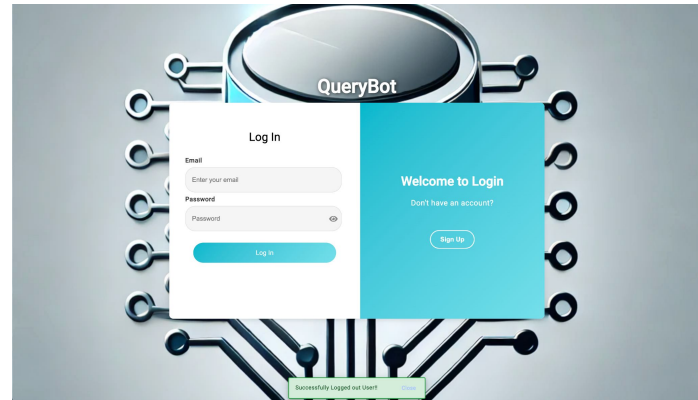 QueryBot
Log In
Email
Enter your email
Password
Password
Log In
Welcome to Login
Don't have an account?
Sign Up
Successfully Logged out User!!
Close